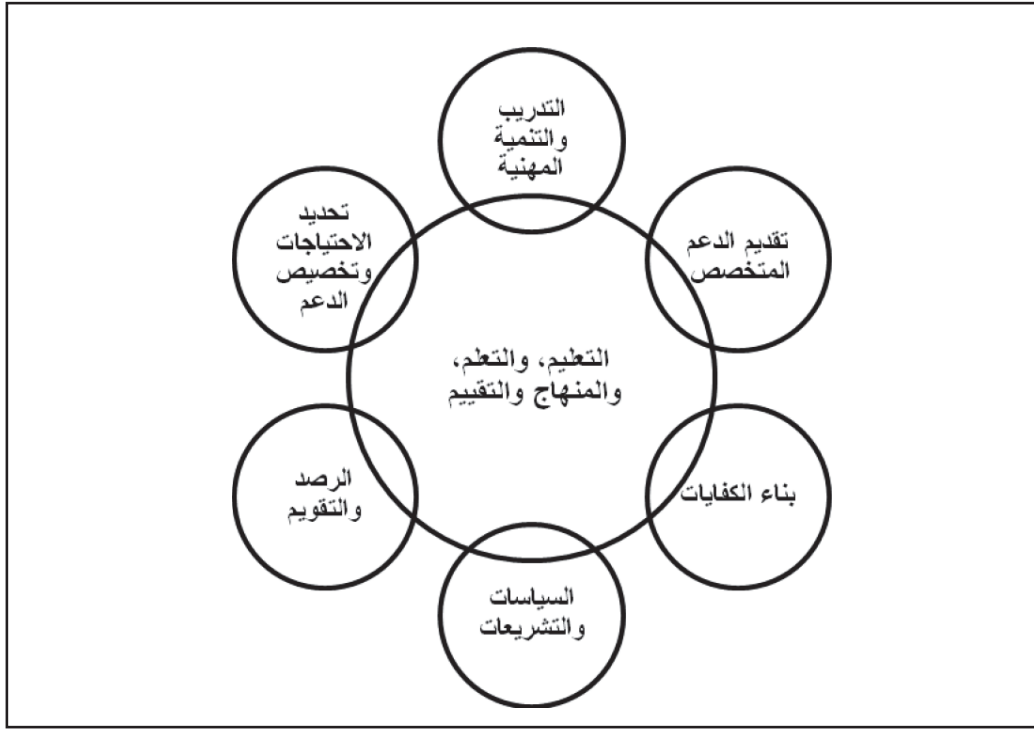 التدريب
والتنمية
المهنية
تقديم الدعم
المتخصص
تحديد
الاحتياجات
وتخصيص
الدعم
التعليم، والتعلم،
والمنهاج والتقييم
بناء الكفايات
الرصد
والتقويم
السياسات
والتشريعات